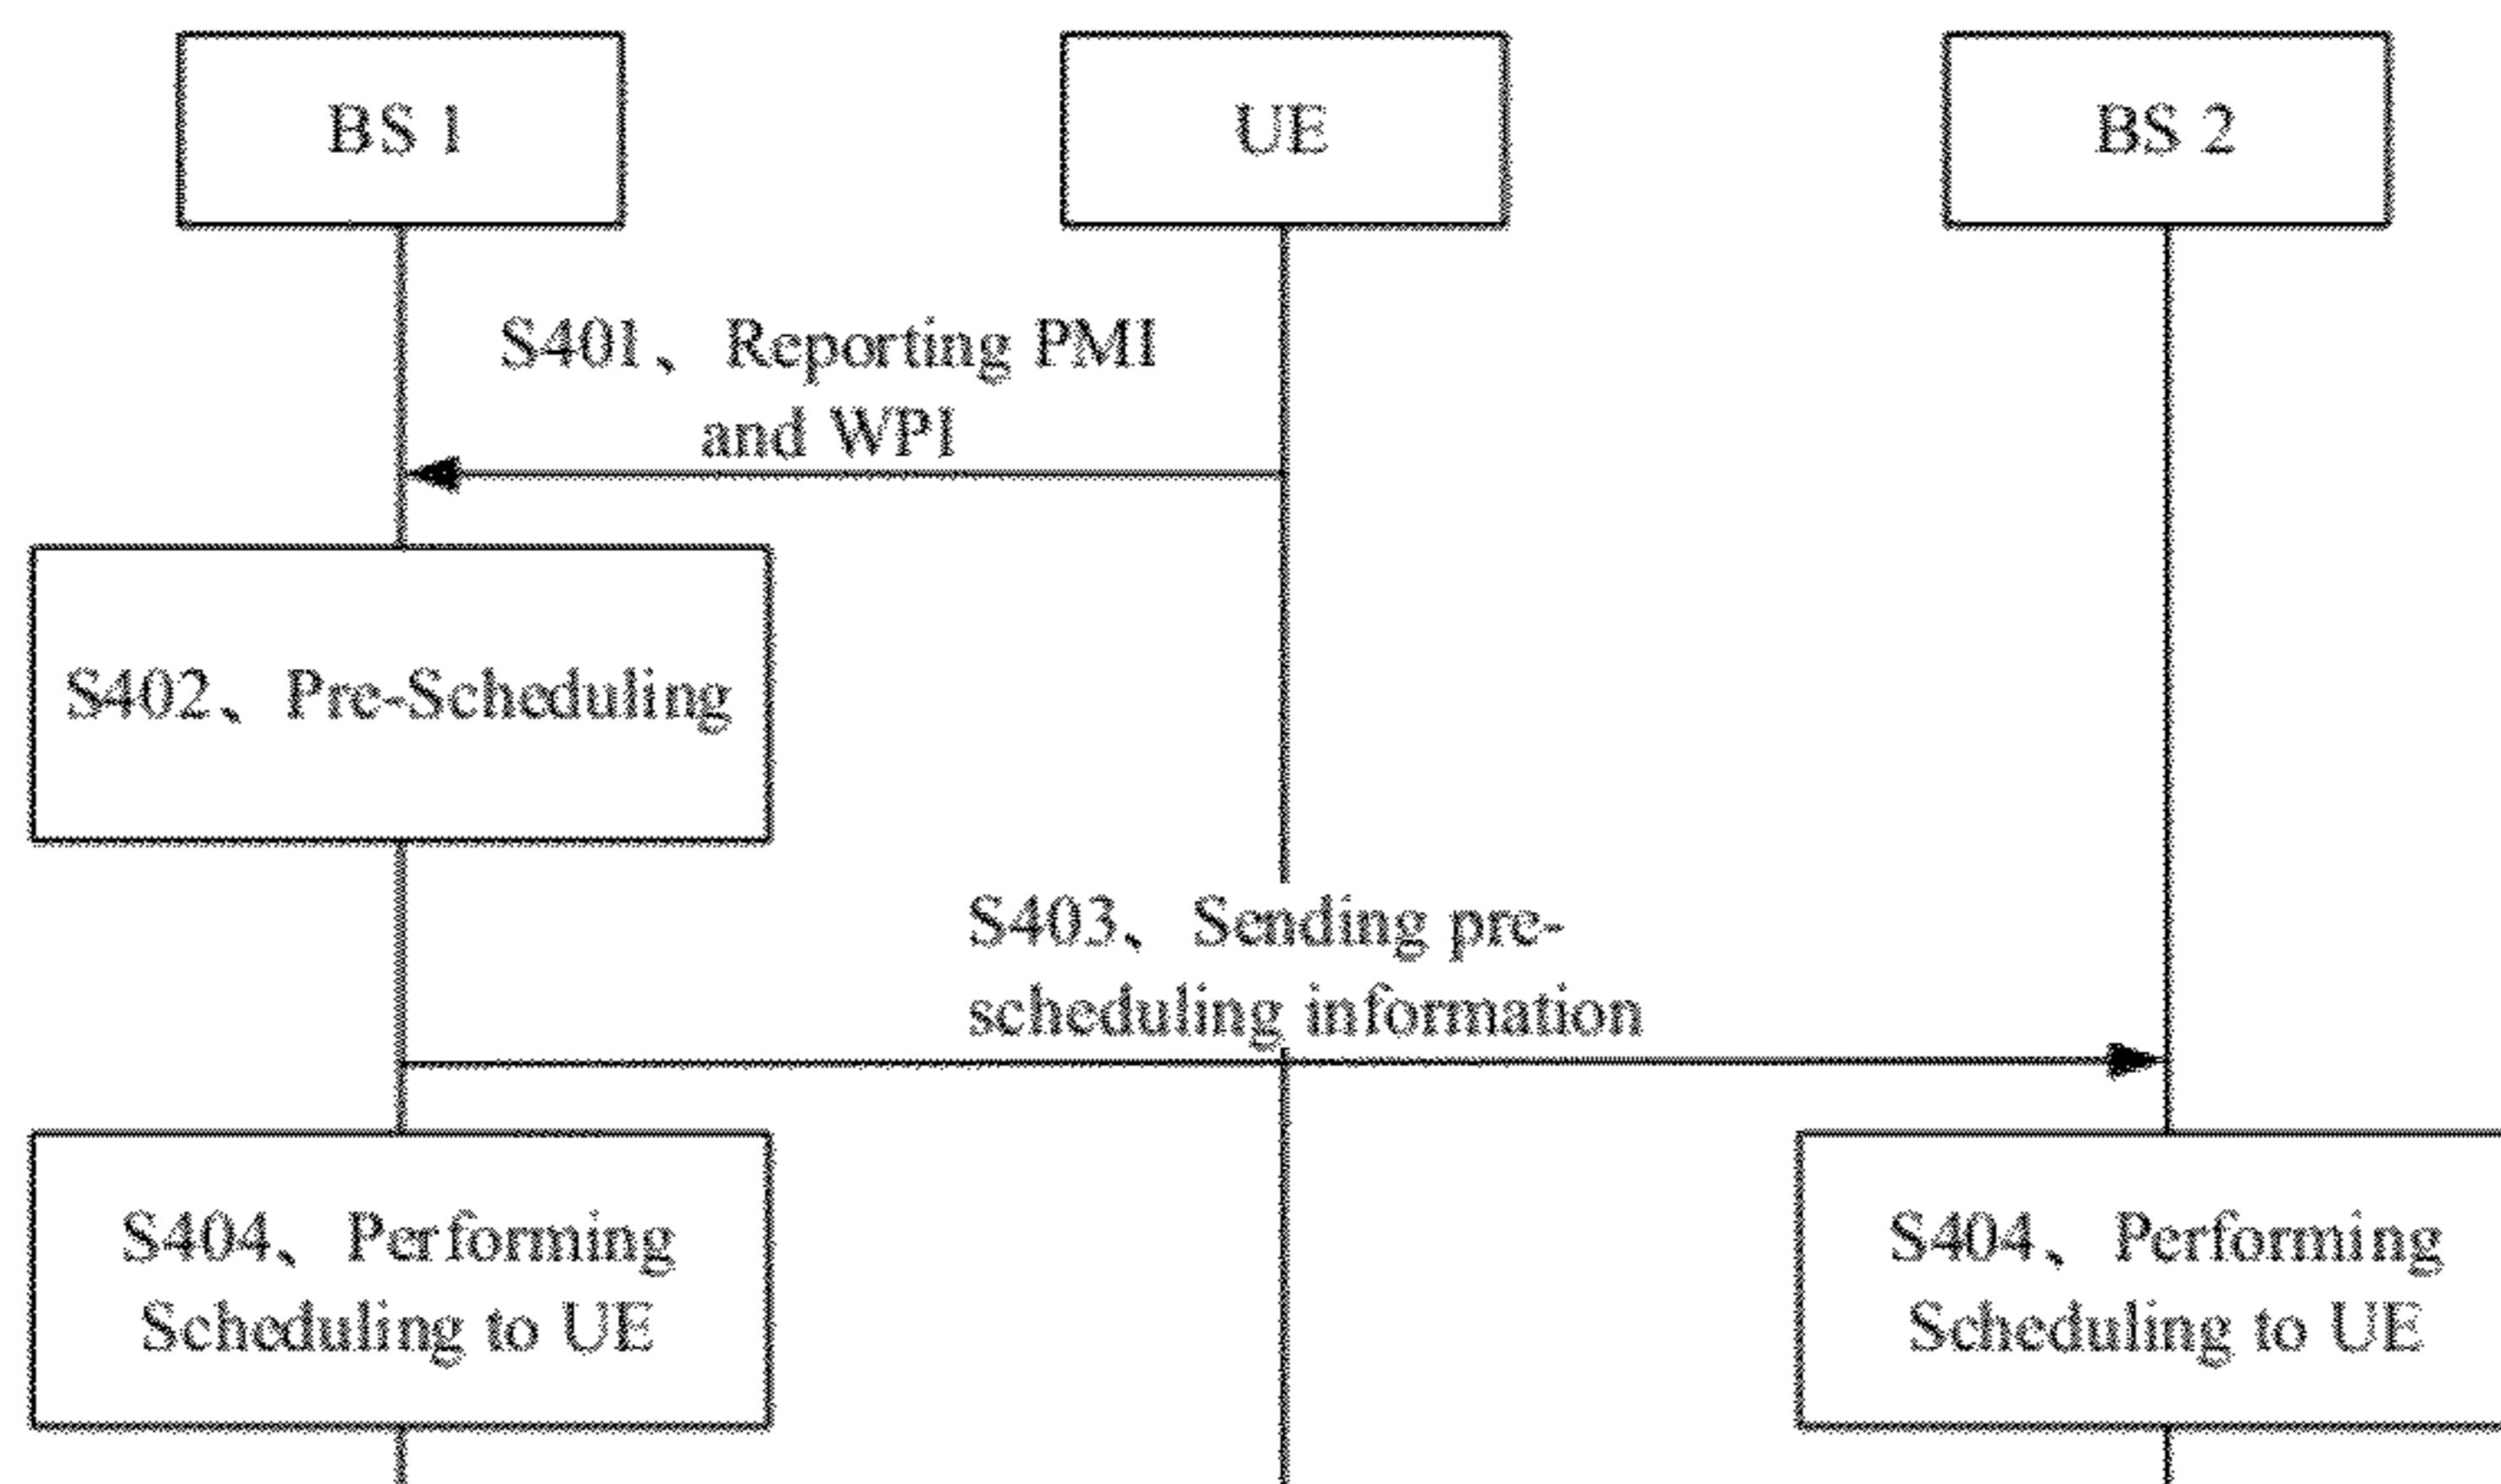 BS 1
UE
BS 2
S401、Reporting PMI
and WPI
S402、Pre-Scheduling
S403、Sending pre-
scheduling information
S404、Performing
Scheduling to UE
S404、Performing
Scheduling to UE